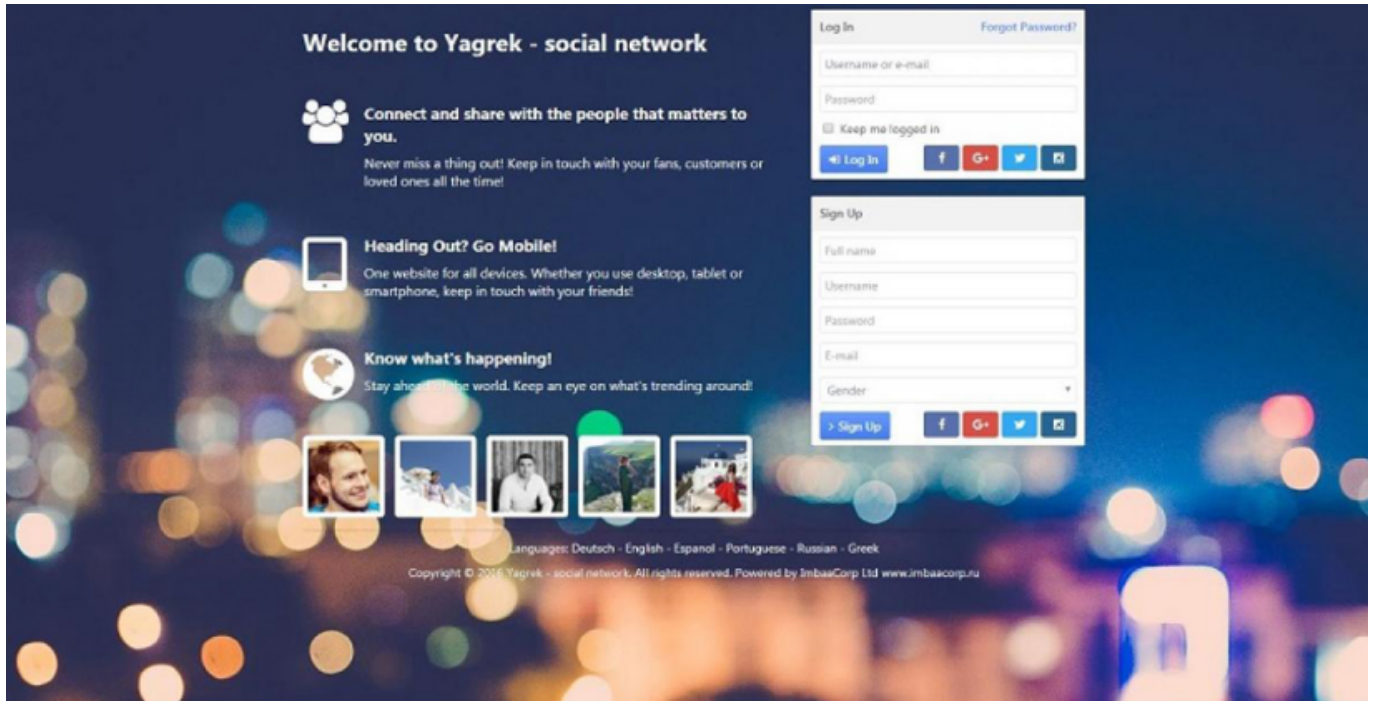 Welcome to Yagrek - social network
Connect and share with the people that matters to
you.
Never miss a thing out! Keep in touch with your fans, customers or
loved ones all the time!
Heading Out? Go Mobile!
One website for all devices. Whether you use desktop, tablet or
smartphone, keep in touch with your friends!
Know what's happening!
Stay ahead of the world. Keep an eye on what's trending around!
Languages: Deutsch - English - Espanol - Portuguese - Russian - Greek
Copyright © 2016 Yagrek - social network. All rights reserved. Powered by ImbaaCorp Ltd www.imbaacorp.ru
Log In Forgot Password?
Username or e-mail
Password
Keep me logged in
Log In f G+
Sign Up
Full name
Username
Password
E-mail
Gender
> Sign Up f G+